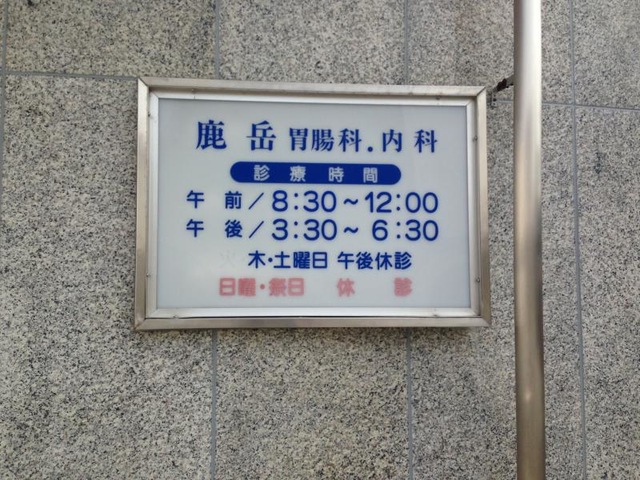 鹿岳 胃腸科.内科
診療時間
午前/8:30~12:00
午後/3:30~6:30
木・土曜日 午後休診
日曜・祭日 休診